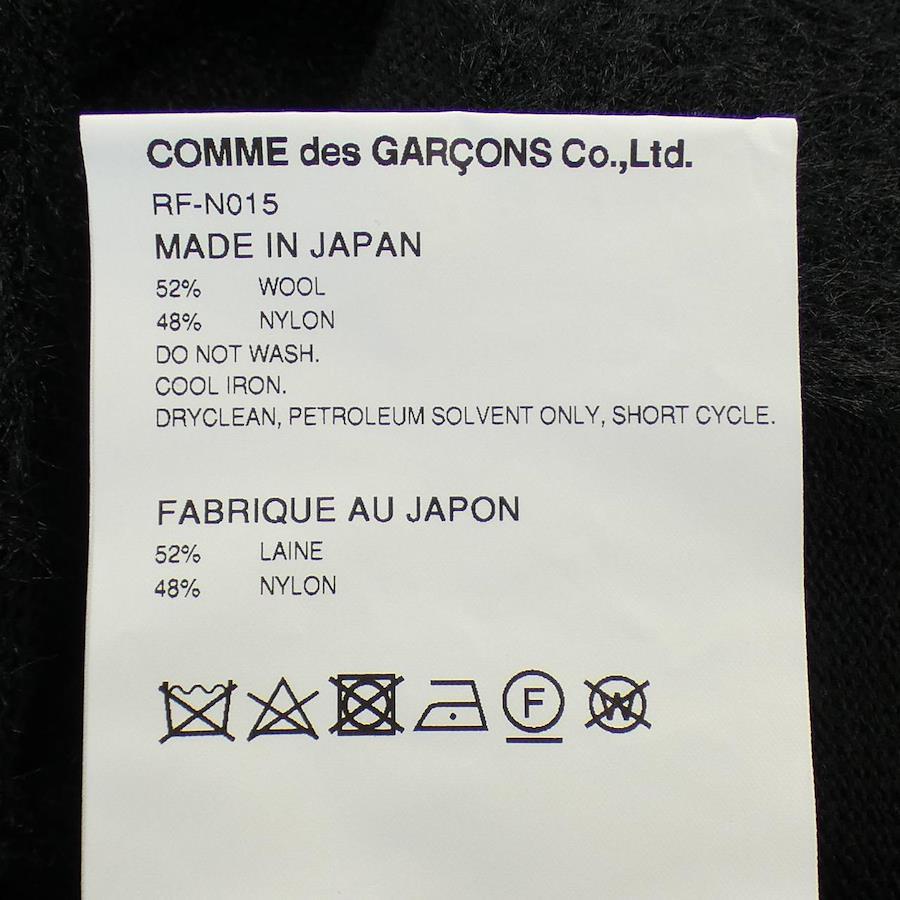 COMME des GARÇONS Co.,Ltd.
RF-N015
MADE IN JAPAN
52% WOOL
48% NYLON
DO NOT WASH.
COOL IRON.
DRYCLEAN, PETROLEUM SOLVENT ONLY, SHORT CYCLE.
FABRIQUE AU JAPON
52% LAINE
48% NYLON
F W